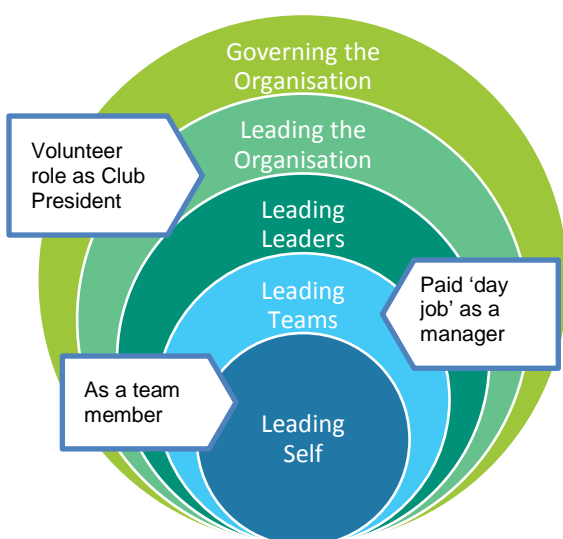 Governing the
Organisation
Volunteer
role as Club
President
Leading the
Organisation
Leading
Leaders
Paid ‘day
job’ as a
manager
Leading
Teams
As a team
member
Leading
Self